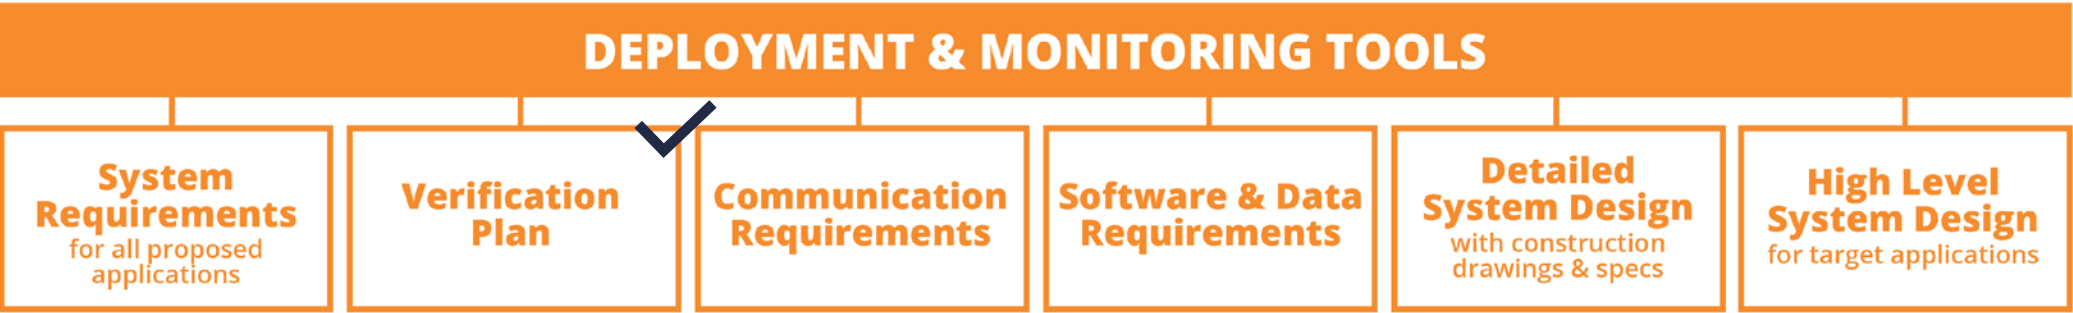 DEPLOYMENT & MONITORING TOOLS
System
Requirements
for all proposed
applications
Verification
Plan
Communication
Requirements
Software & Data
Requirements
Detailed
System Design
with construction
drawings & specs
High Level
System Design
for target applications